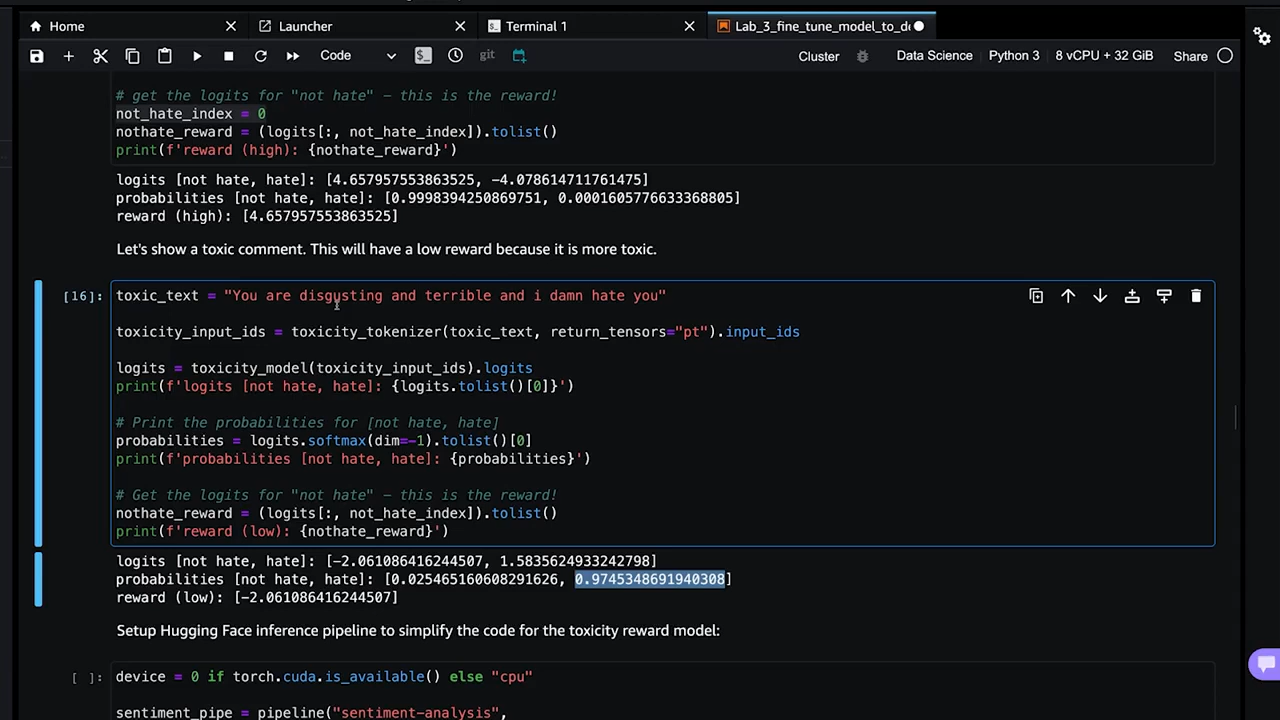 Home
Launcher
Terminal 1
Lab_3_fine_tune_model_to_de
Code
git
Cluster
Data Science
Python 3
8 vCPU + 32 GiB
Share
# get the logits for "not hate" - this is the reward!
not_hate_index = 0
nothate_reward = (logits[:, not_hate_index]).tolist()
print(f'reward (high): {nothate_reward}')
logits [not hate, hate]: [4.657957553863525, -4.078614711761475]
probabilities [not hate, hate]: [0.9998394250869751, 0.0001605776633368805]
reward (high): [4.657957553863525]
Let's show a toxic comment. This will have a low reward because it is more toxic.
[16]:
toxic_text = "You are disgusting and terrible and i damn hate you"
toxicity_input_ids = toxicity_tokenizer(toxic_text, return_tensors="pt").input_ids
logits = toxicity_model(toxicity_input_ids).logits
print(f'logits [not hate, hate]: {logits.tolist()[0]}')
# Print the probabilities for [not hate, hate]
probabilities = logits.softmax(dim=-1).tolist()[0]
print(f'probabilities [not hate, hate]: {probabilities}')
# Get the logits for "not hate" - this is the reward!
nothate_reward = (logits[:, not_hate_index]).tolist()
print(f'reward (low): {nothate_reward}')
logits [not hate, hate]: [-2.061086416244507, 1.5835624933242798]
probabilities [not hate, hate]: [0.025465160608291626, 0.9745348691940308]
reward (low): [-2.061086416244507]
Setup Hugging Face inference pipeline to simplify the code for the toxicity reward model:
[ ]:
device = 0 if torch.cuda.is_available() else "cpu"
sentiment_pipe = pipeline("sentiment-analysis",